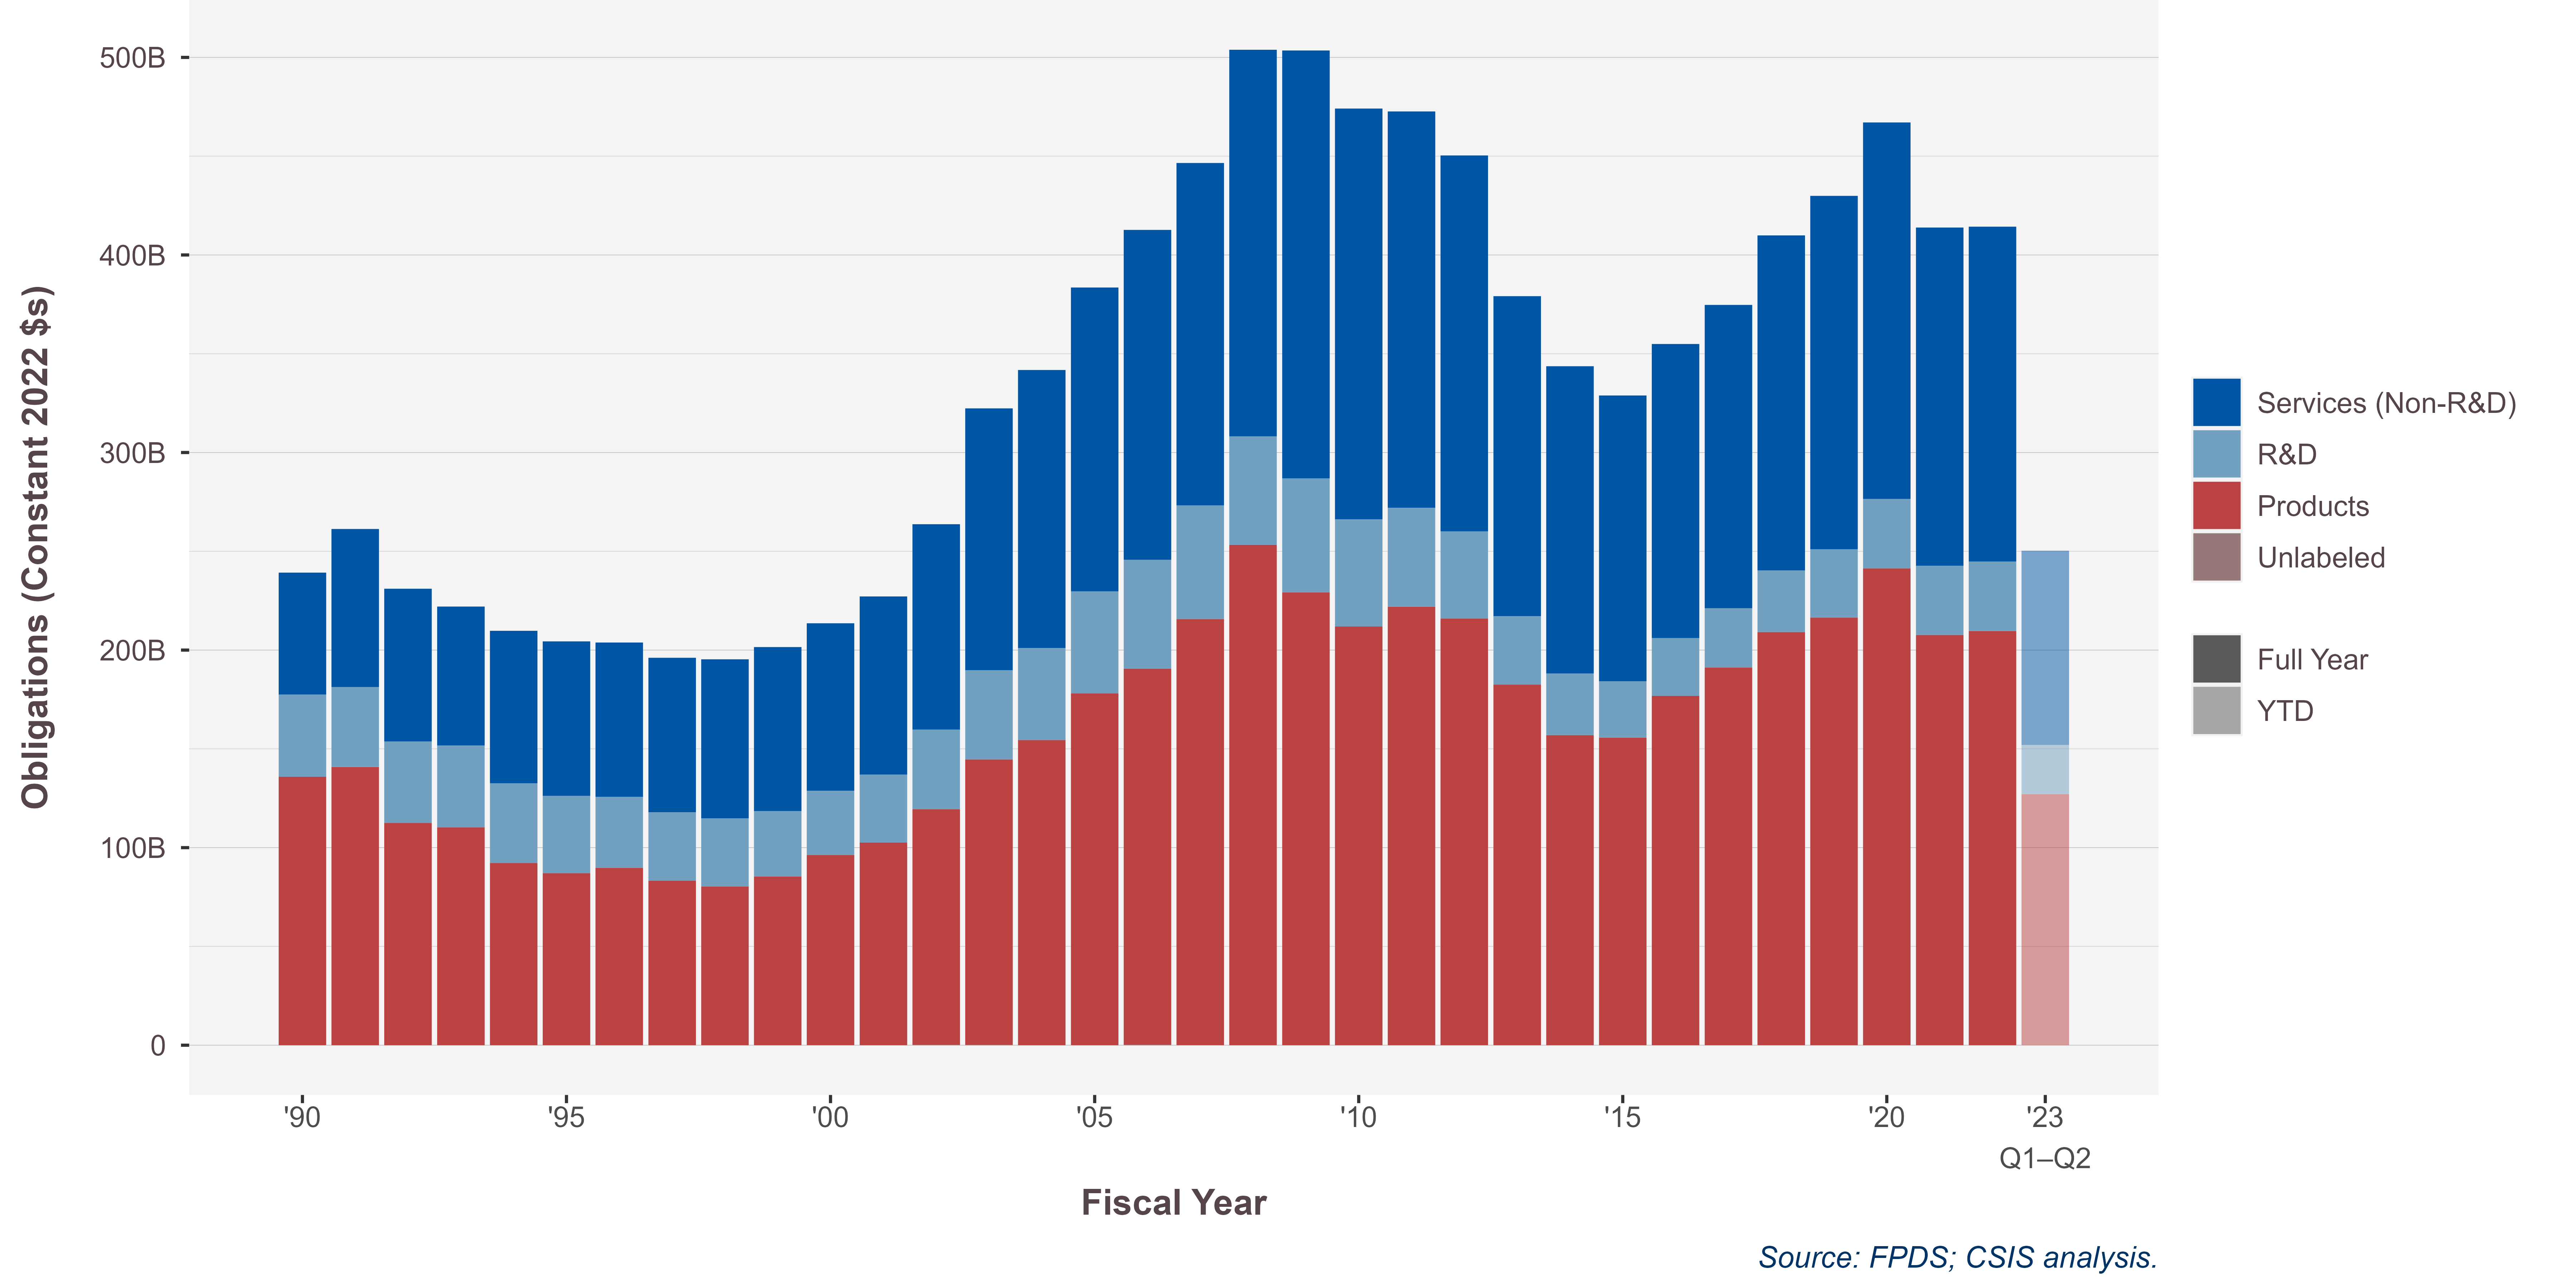 Obligations (Constant 2022 $s)
500B
400B
300B
200B
100B
0
'90
'95
'00
'05
'10
'15
'20
'23
Q1–Q2
Fiscal Year
Services (Non-R&D)
R&D
Products
Unlabeled
Full Year
YTD
Source: FPDS; CSIS analysis.